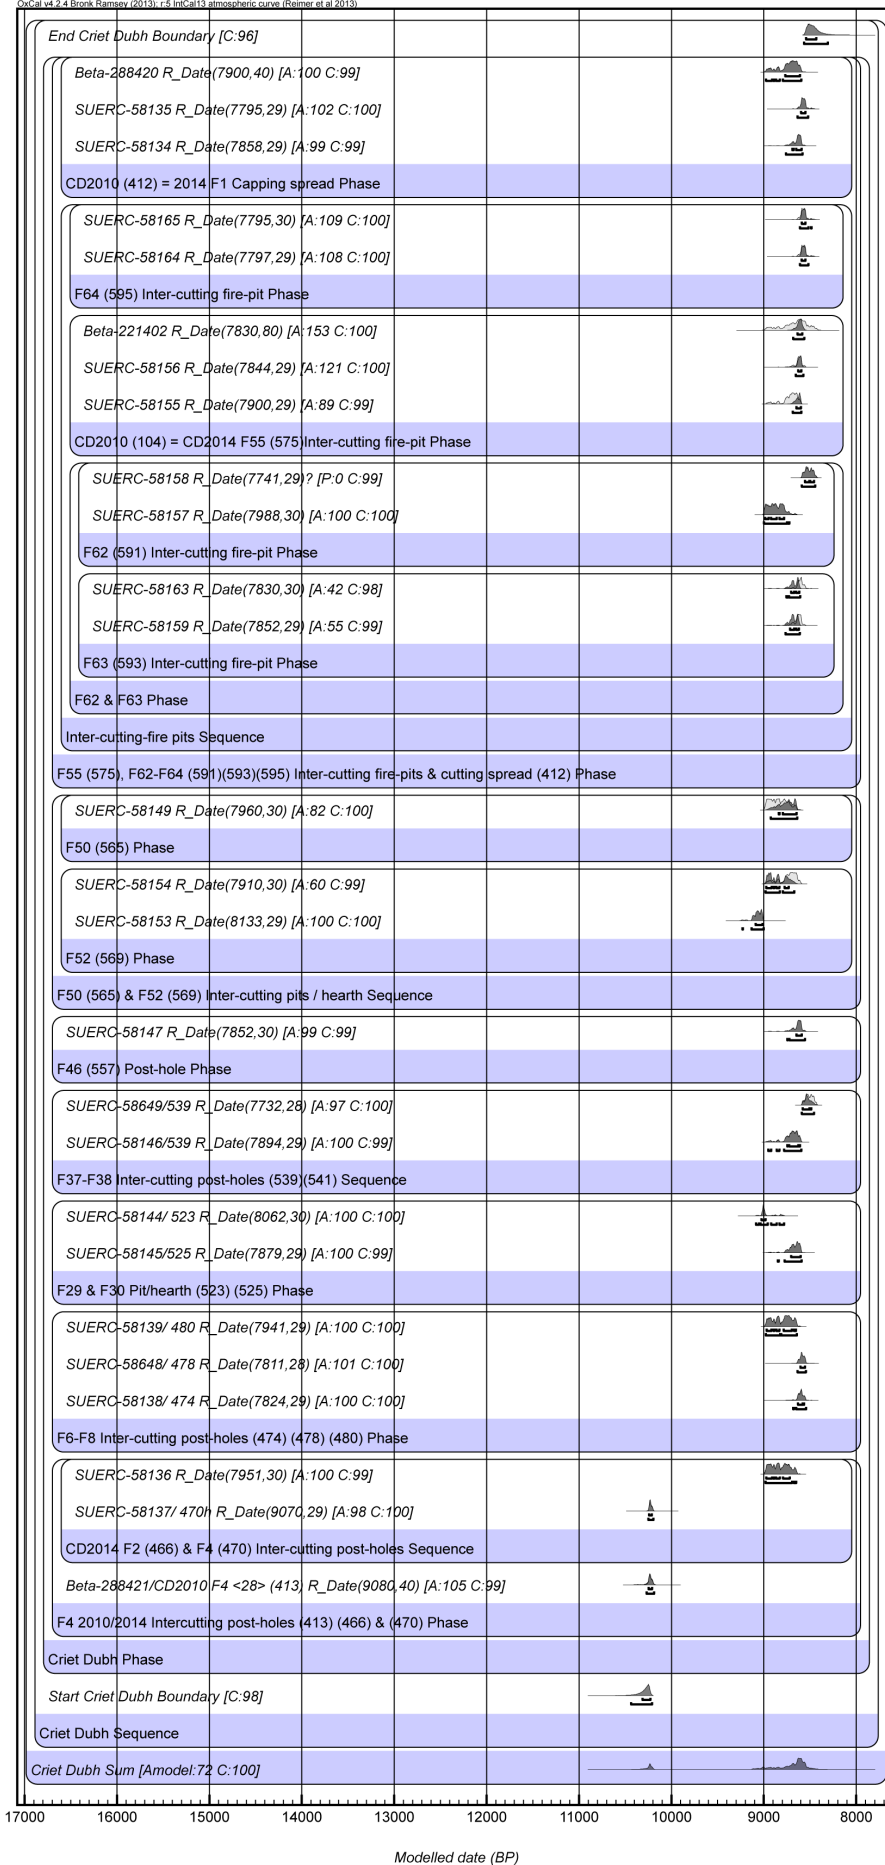 OxCal v4.2.4 Bronk Ramsey (2013); r:5 IntCal13 atmospheric curve (Reimer et al 2013)
End Criet Dubh Boundary [C:96]
Beta-288420 R_Date(7900,40) [A:100 C:99]
SUERC-58135 R_Date(7795,29) [A:102 C:100]
SUERC-58134 R_Date(7858,29) [A:99 C:99]
CD2010 (412) = 2014 F1 Capping spread Phase
SUERC-58165 R_Date(7795,30) [A:109 C:100]
SUERC-58164 R_Date(7797,29) [A:108 C:100]
F64 (595) Inter-cutting fire-pit Phase
Beta-221402 R_Date(7830,80) [A:153 C:100]
SUERC-58156 R_Date(7844,29) [A:121 C:100]
SUERC-58155 R_Date(7900,29) [A:89 C:99]
CD2010 (104) = CD2014 F55 (575)Inter-cutting fire-pit Phase
SUERC-58158 R_Date(7741,29)? [P:0 C:99]
SUERC-58157 R_Date(7988,30) [A:100 C:100]
F62 (591) Inter-cutting fire-pit Phase
SUERC-58163 R_Date(7830,30) [A:42 C:98]
SUERC-58159 R_Date(7852,29) [A:55 C:99]
F63 (593) Inter-cutting fire-pit Phase
F62 & F63 Phase
Inter-cutting-fire pits Sequence
F55 (575), F62-F64 (591)(593)(595) Inter-cutting fire-pits & cutting spread (412) Phase
SUERC-58149 R_Date(7960,30) [A:82 C:100]
F50 (565) Phase
SUERC-58154 R_Date(7910,30) [A:60 C:99]
SUERC-58153 R_Date(8133,29) [A:100 C:100]
F52 (569) Phase
F50 (565) & F52 (569) Inter-cutting pits / hearth Sequence
SUERC-58147 R_Date(7852,30) [A:99 C:99]
F46 (557) Post-hole Phase
SUERC-58649/539 R_Date(7732,28) [A:97 C:100]
SUERC-58146/539 R_Date(7894,29) [A:100 C:99]
F37-F38 Inter-cutting post-holes (539)(541) Sequence
SUERC-58144/ 523 R_Date(8062,30) [A:100 C:100]
SUERC-58145/525 R_Date(7879,29) [A:100 C:99]
F29 & F30 Pit/hearth (523) (525) Phase
SUERC-58139/ 480 R_Date(7941,29) [A:100 C:100]
SUERC-58648/ 478 R_Date(7811,28) [A:101 C:100]
SUERC-58138/ 474 R_Date(7824,29) [A:100 C:100]
F6-F8 Inter-cutting post-holes (474) (478) (480) Phase
SUERC-58136 R_Date(7951,30) [A:100 C:99]
SUERC-58137/ 470h R_Date(9070,29) [A:98 C:100]
CD2014 F2 (466) & F4 (470) Inter-cutting post-holes Sequence
Beta-288421/CD2010 F4 <28> (413) R_Date(9080,40) [A:105 C:99]
F4 2010/2014 Intercutting post-holes (413) (466) & (470) Phase
Criet Dubh Phase
Start Criet Dubh Boundary [C:98]
Criet Dubh Sequence
Criet Dubh Sum [Amodel:72 C:100]
17000 16000 15000 14000 13000 12000 11000 10000 9000 8000
Modelled date (BP)